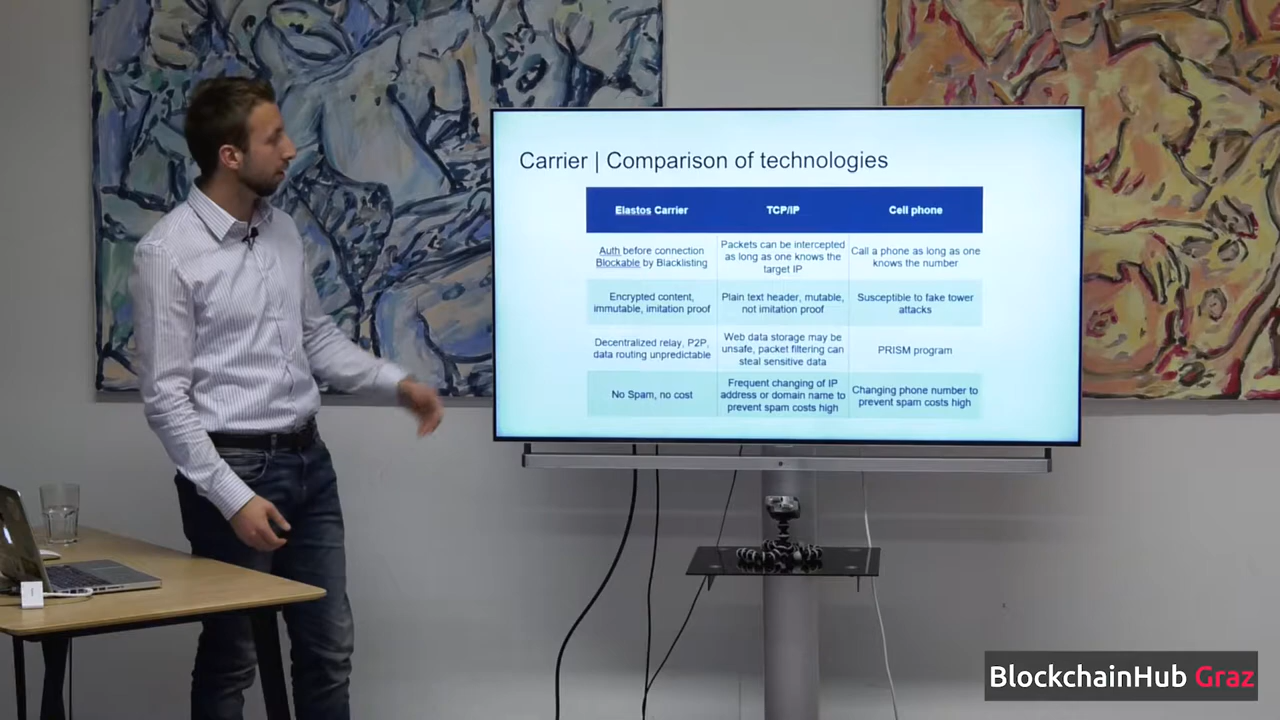 Carrier | Comparison of technologies
Elastos Carrier
TCP/IP
Cell phone
Auth before connection
Blockable by Blacklisting
Packets can be intercepted
as long as one knows the
target IP
Call a phone as long as one
knows the number
Encrypted content,
immutable, imitation proof
Plain text header, mutable,
not imitation proof
Susceptible to fake tower
attacks
Decentralized relay, P2P,
data routing unpredictable
Web data storage may be
unsafe, packet filtering can
steal sensitive data
PRISM program
No Spam, no cost
Frequent changing of IP
address or domain name to
prevent spam costs high
Changing phone number to
prevent spam costs high
BlockchainHub Graz